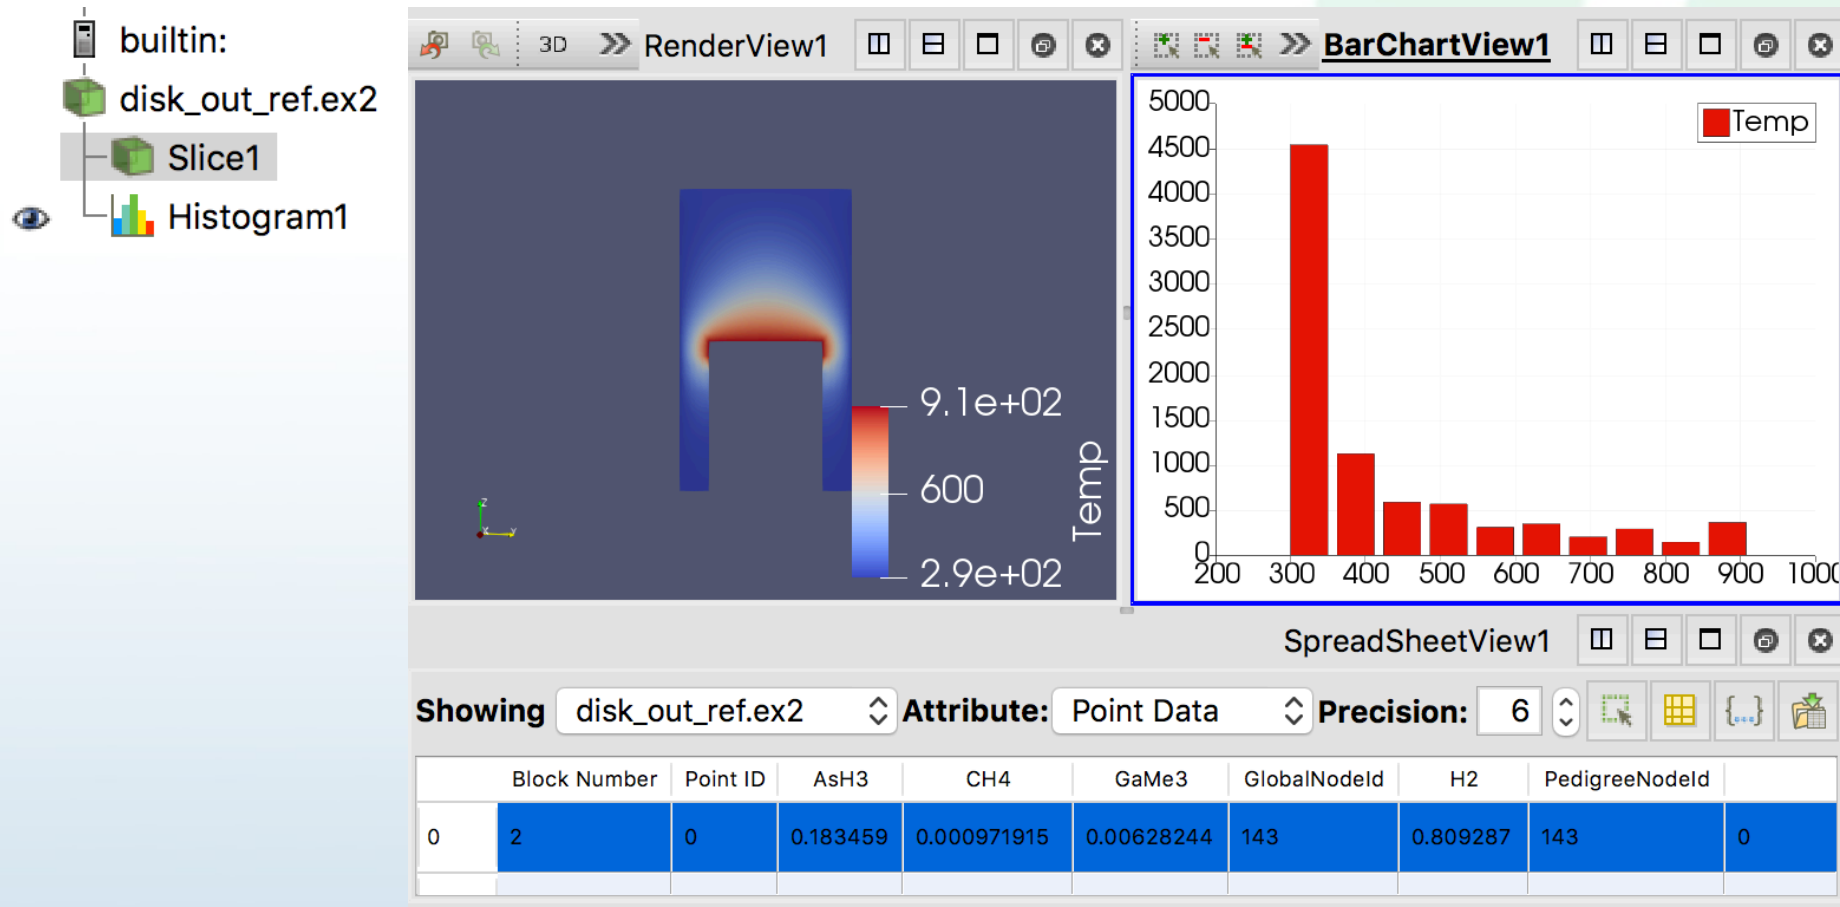 builtin:
disk_out_ref.ex2
Slice1
Histogram1
3D RenderView1
BarChartView1
Temp
5000
4500
4000
3500
3000
2500
2000
1500
1000
500
0
200 300 400 500 600 700 800 900 1000
9.1e+02
600
2.9e+02
Temp
Z
X Y
SpreadSheetView1
Showing disk_out_ref.ex2 Attribute: Point Data Precision: 6
Block Number Point ID AsH3 CH4 GaMe3 GlobalNodeId H2 PedigreeNodeId
0 2 0 0.183459 0.000971915 0.00628244 143 0.809287 143 0